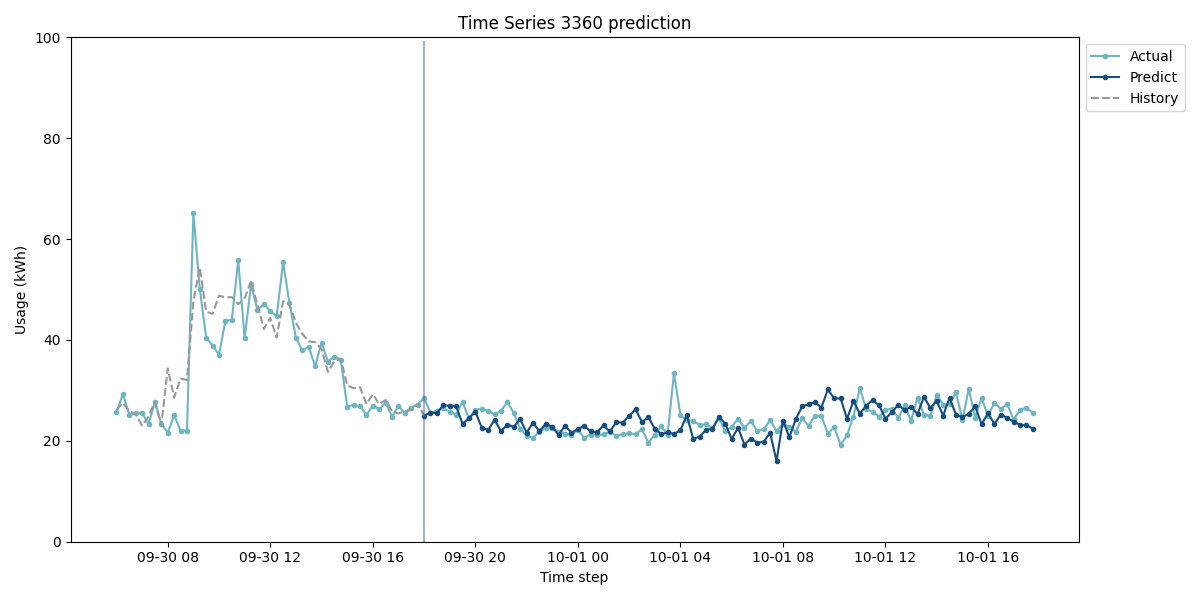 Time Series 3360 prediction
Actual
Predict
History
Usage (kWh)
100
80
60
40
20
0
09-30 08
09-30 12
09-30 16
09-30 20
10-01 00
10-01 04
10-01 08
10-01 12
10-01 16
Time step